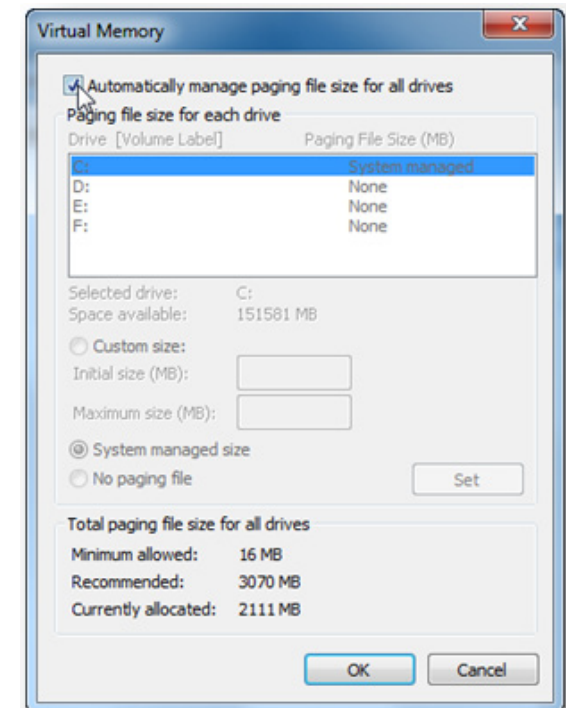 Virtual Memory
Automatically manage paging file size for all drives
Paging file size for each drive
Drive [Volume Label] Paging File Size (MB)
C: System managed
D: None
E: None
F: None
Selected drive: C:
Space available: 151581 MB
Custom size:
Initial size (MB):
Maximum size (MB):
System managed size
No paging file Set
Total paging file size for all drives
Minimum allowed: 16 MB
Recommended: 3070 MB
Currently allocated: 2111 MB
OK Cancel